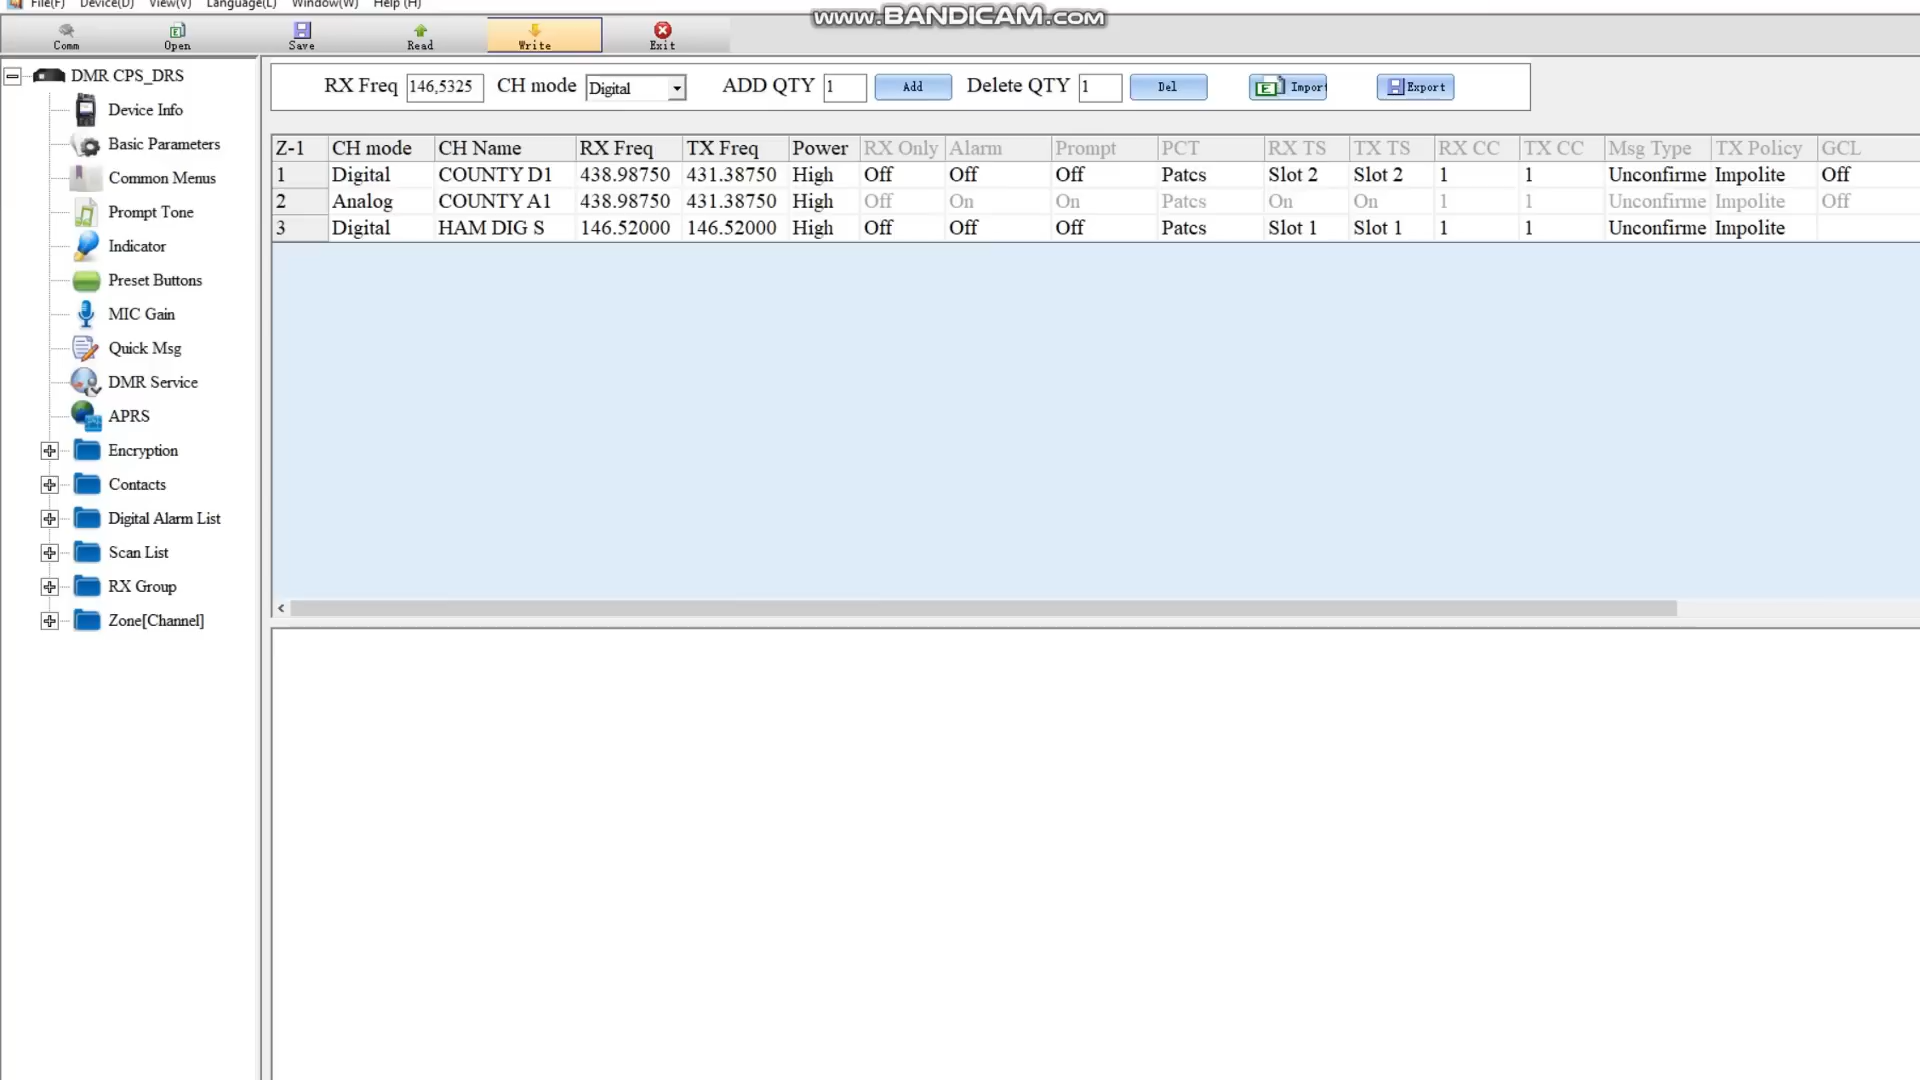 File(F) Device(D) View(V) Language(L) Window(W) Help (H)
www.BANDICAM.com
Comm Open Save Read Write Exit
DMR CPS_DRS
Device Info
Basic Parameters
Common Menus
Prompt Tone
Indicator
Preset Buttons
MIC Gain
Quick Msg
DMR Service
APRS
Encryption
Contacts
Digital Alarm List
Scan List
RX Group
Zone[Channel]
RX Freq 146,5325 CH mode Digital ADD QTY 1 Add Delete QTY 1 Del Import Export
Z-1 CH mode CH Name RX Freq TX Freq Power RX Only Alarm Prompt PCT RX TS TX TS RX CC TX CC Msg Type TX Policy GCL
1 Digital COUNTY D1 438.98750 431.38750 High Off Off Off Patcs Slot 2 Slot 2 1 1 Unconfirme Impolite Off
2 Analog COUNTY A1 438.98750 431.38750 High Off On On Patcs On On 1 1 Unconfirme Impolite Off
3 Digital HAM DIG S 146.52000 146.52000 High Off Off Off Patcs Slot 1 Slot 1 1 1 Unconfirme Impolite